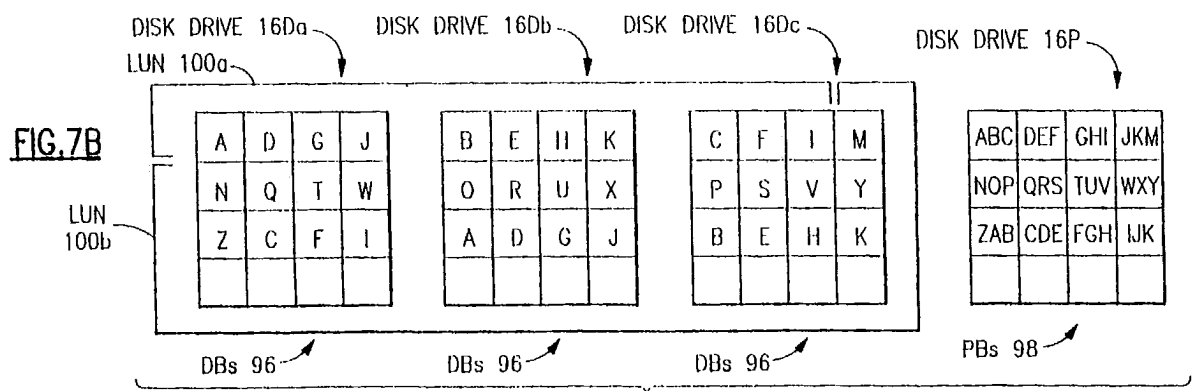 DISK DRIVE 16Da DISK DRIVE 16Db DISK DRIVE 16Dc DISK DRIVE 16P
LUN 100a
FIG.7B
A D G J B E H K C F I M ABC DEF GHI JKM
N Q T W O R U X P S V Y NOP QRS TUV WXY
LUN 100b
Z C F I A D G J B E H K ZAB CDE FGH IJK
DBs 96 DBs 96 DBs 96 PBs 98